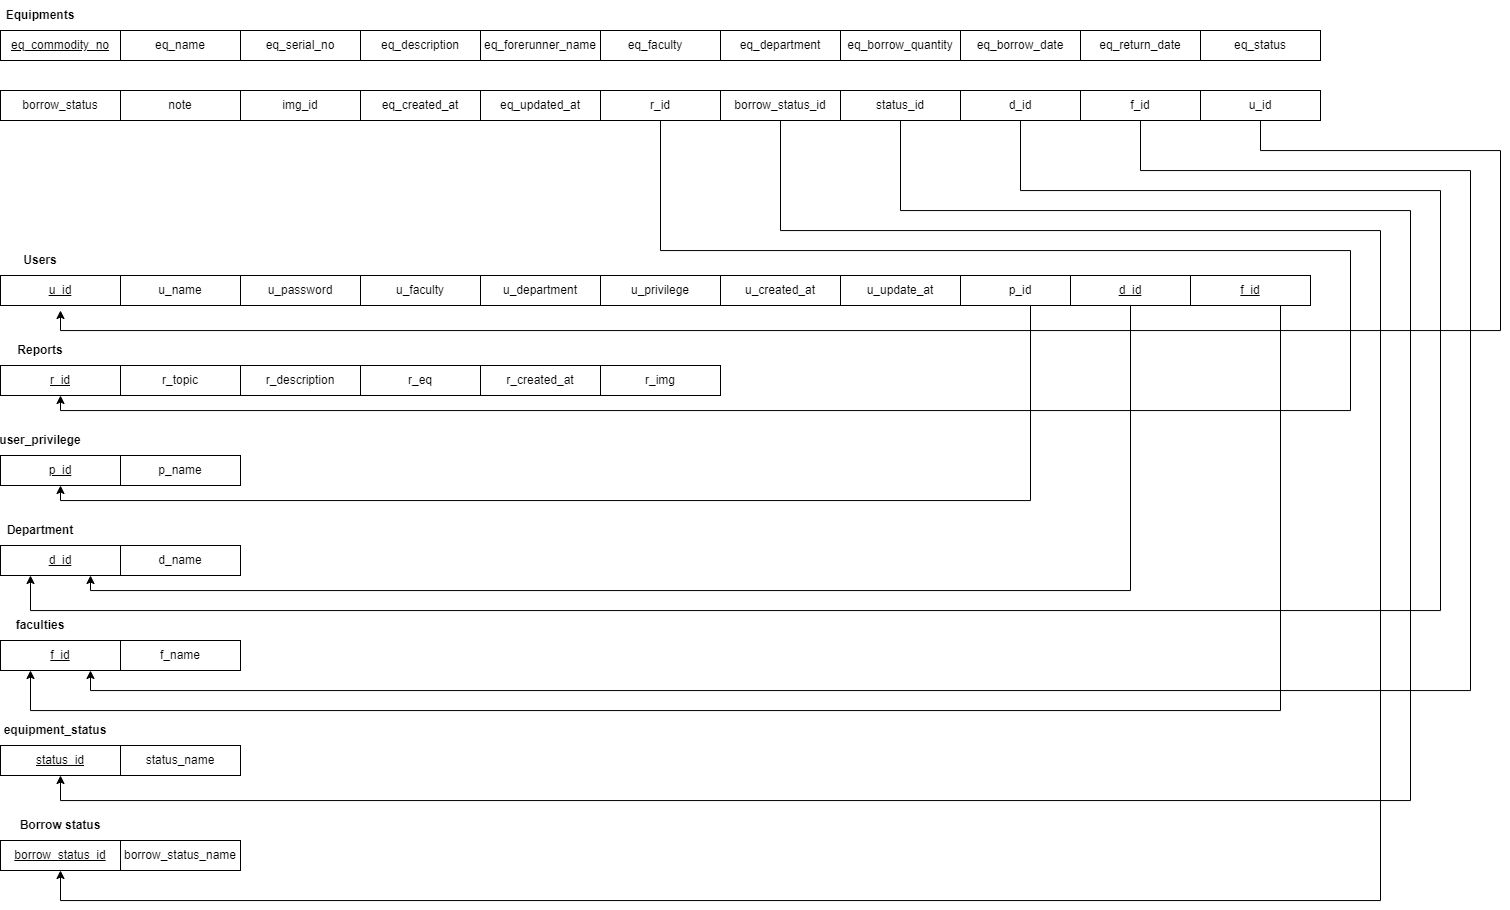 Equipments
eq_commodity_no eq_name eq_serial_no eq_description eq_forerunner_name eq_faculty eq_department eq_borrow_quantity eq_borrow_date eq_return_date eq_status
borrow_status note img_id eq_created_at eq_updated_at r_id borrow_status_id status_id d_id f_id u_id
Users
u_id u_name u_password u_faculty u_department u_privilege u_created_at u_update_at p_id d_id f_id
Reports
r_id r_topic r_description r_eq r_created_at r_img
user_privilege
p_id p_name
Department
d_id d_name
faculties
f_id f_name
equipment_status
status_id status_name
Borrow status
borrow_status_id borrow_status_name